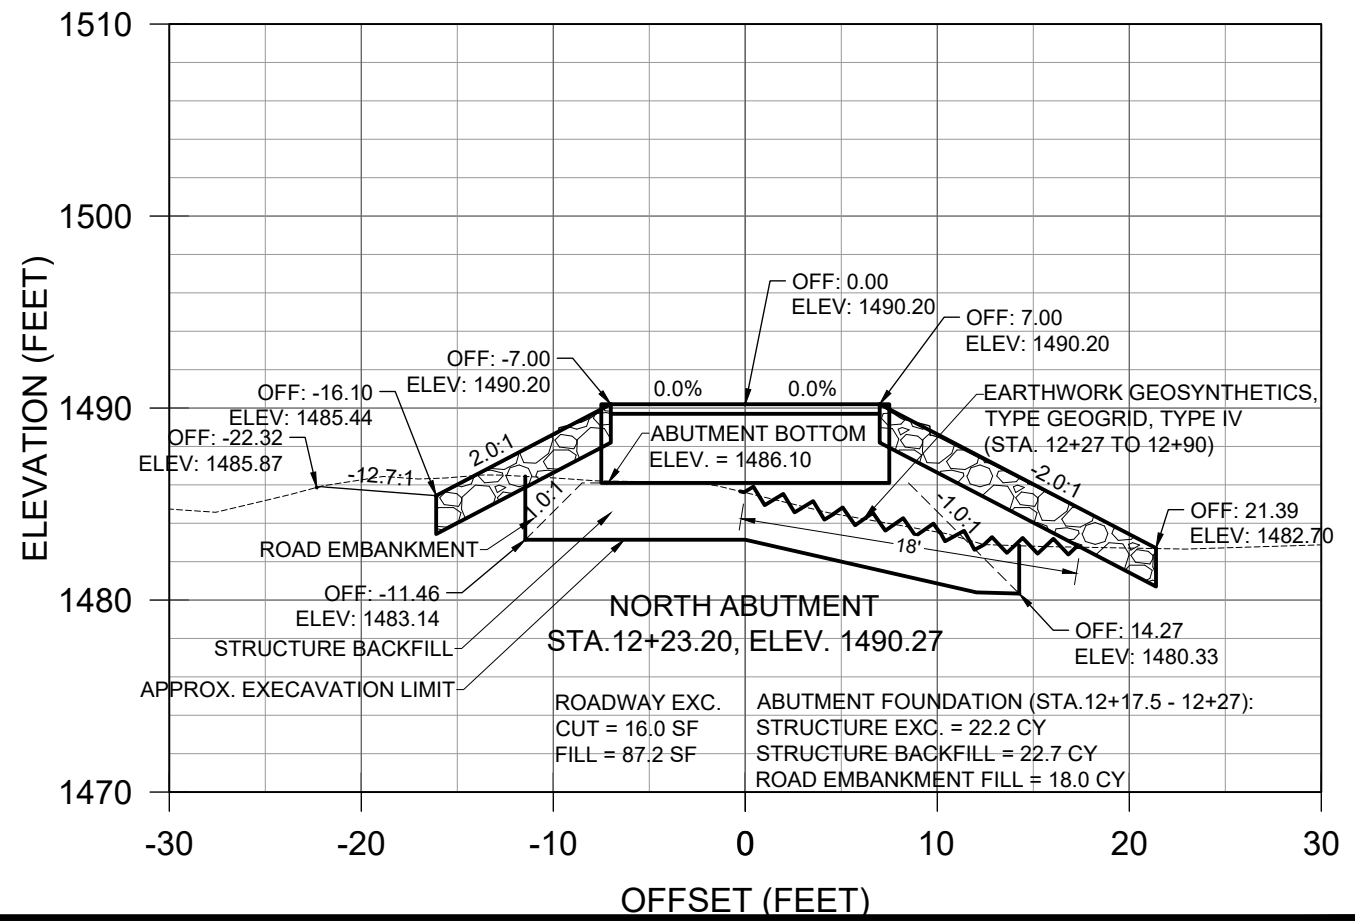 1510
1500
1490
1480
1470
ELEVATION (FEET)
OFF: 0.00
ELEV: 1490.20
OFF: 7.00
ELEV: 1490.20
OFF: -7.00
ELEV: 1490.20
0.0%
0.0%
OFF: -16.10
ELEV: 1485.44
EARTHWORK GEOSYNTHETICS,
TYPE GEOGRID, TYPE IV
(STA. 12+27 TO 12+90)
OFF: -22.32
ELEV: 1485.87
2.0:1
ABUTMENT BOTTOM
ELEV. = 1486.10
-12.7:1
-2.0:1
1.0:1
-1.0:1
OFF: 21.39
ELEV: 1482.70
18'
ROAD EMBANKMENT
OFF: -11.46
ELEV: 1483.14
NORTH ABUTMENT
STA.12+23.20, ELEV. 1490.27
OFF: 14.27
ELEV: 1480.33
STRUCTURE BACKFILL
APPROX. EXECAVATION LIMIT
ROADWAY EXC.
CUT = 16.0 SF
FILL = 87.2 SF
ABUTMENT FOUNDATION (STA.12+17.5 - 12+27):
STRUCTURE EXC. = 22.2 CY
STRUCTURE BACKFILL = 22.7 CY
ROAD EMBANKMENT FILL = 18.0 CY
-30
-20
-10
0
10
20
30
OFFSET (FEET)